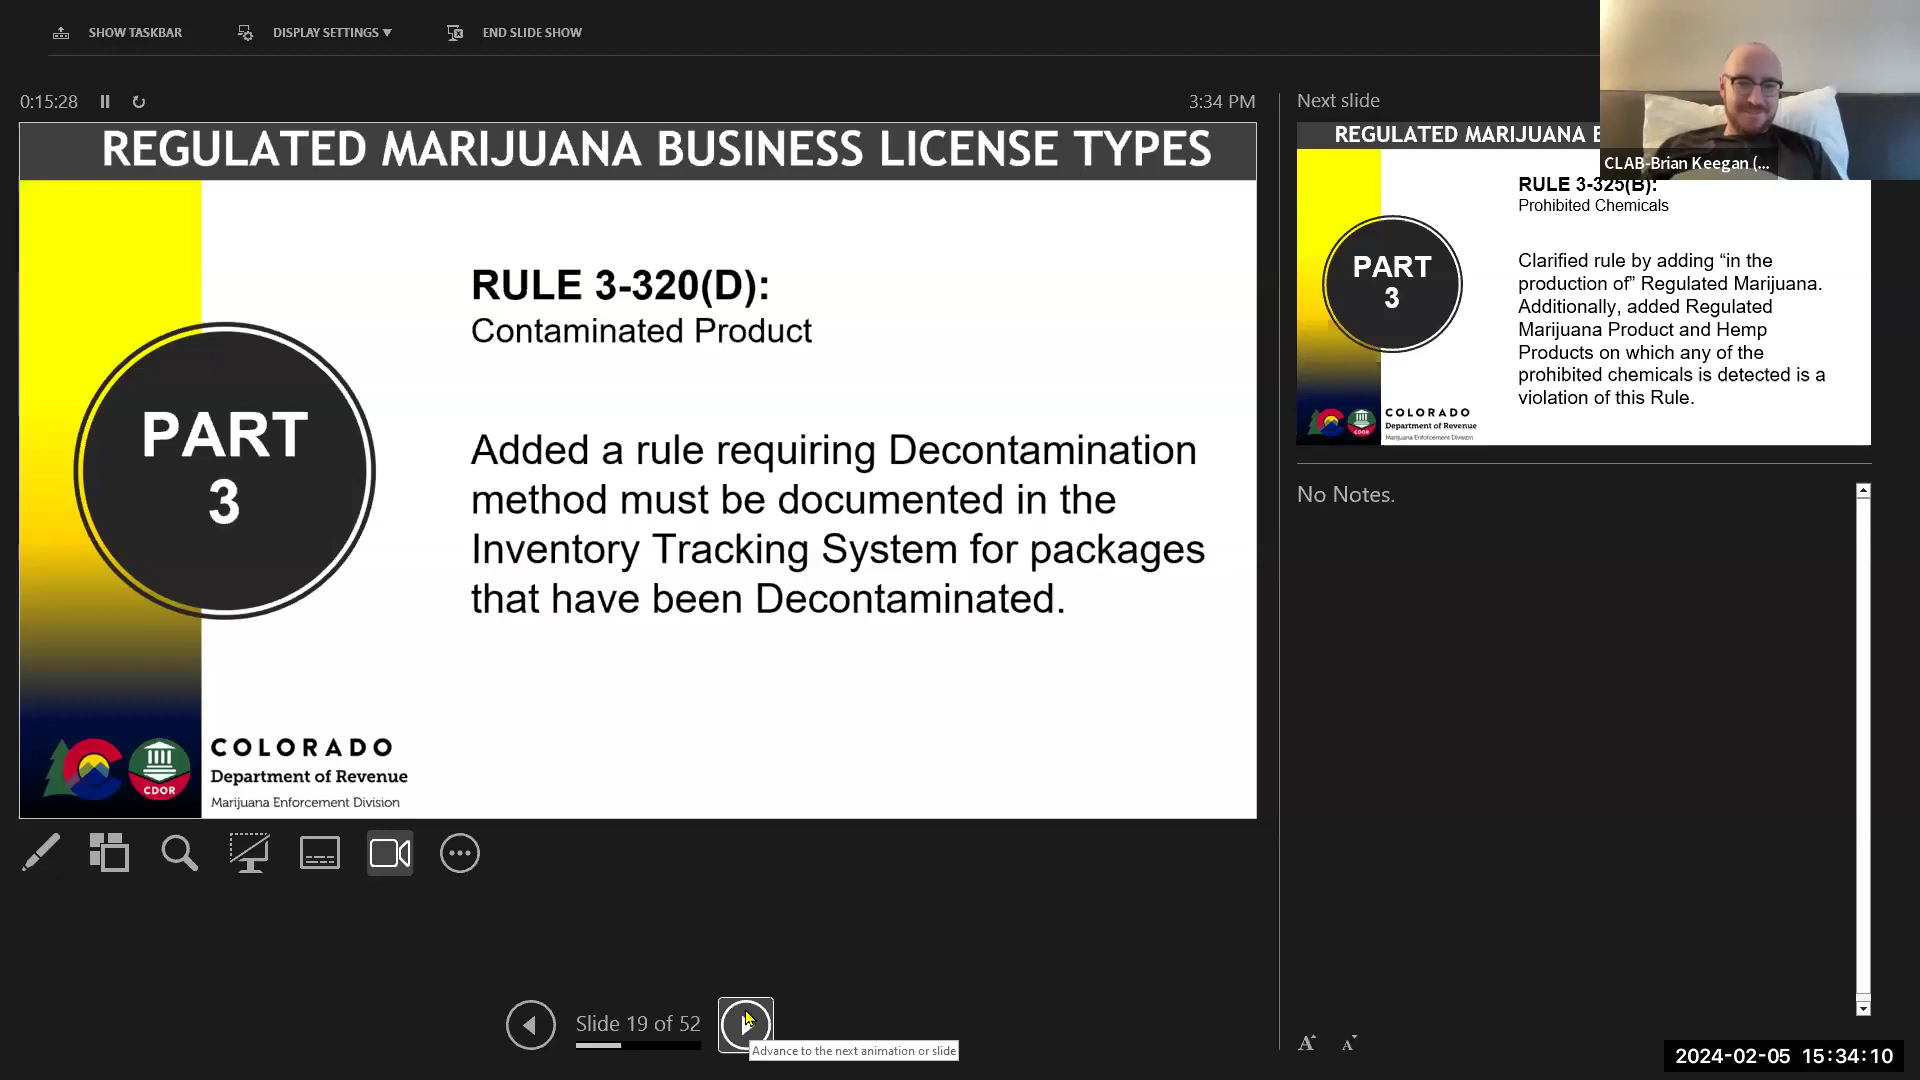 SHOW TASKBAR
DISPLAY SETTINGS ▼
END SLIDE SHOW
0:15:28
3:34 PM
REGULATED MARIJUANA BUSINESS LICENSE TYPES
RULE 3-320(D):
Contaminated Product
PART
3
Added a rule requiring Decontamination
method must be documented in the
Inventory Tracking System for packages
that have been Decontaminated.
CDOR
COLORADO
Department of Revenue
Marijuana Enforcement Division
Slide 19 of 52
Advance to the next animation or slide
Next slide
REGULATED MARIJUANA
CLAB-Brian Keegan (...
RULE 3-325(B):
Prohibited Chemicals
PART
3
Clarified rule by adding “in the
production of” Regulated Marijuana.
Additionally, added Regulated
Marijuana Product and Hemp
Products on which any of the
prohibited chemicals is detected is a
violation of this Rule.
CDOR
COLORADO
Department of Revenue
Marijuana Enforcement Division
No Notes.
A A
2024-02-05 15:34:10